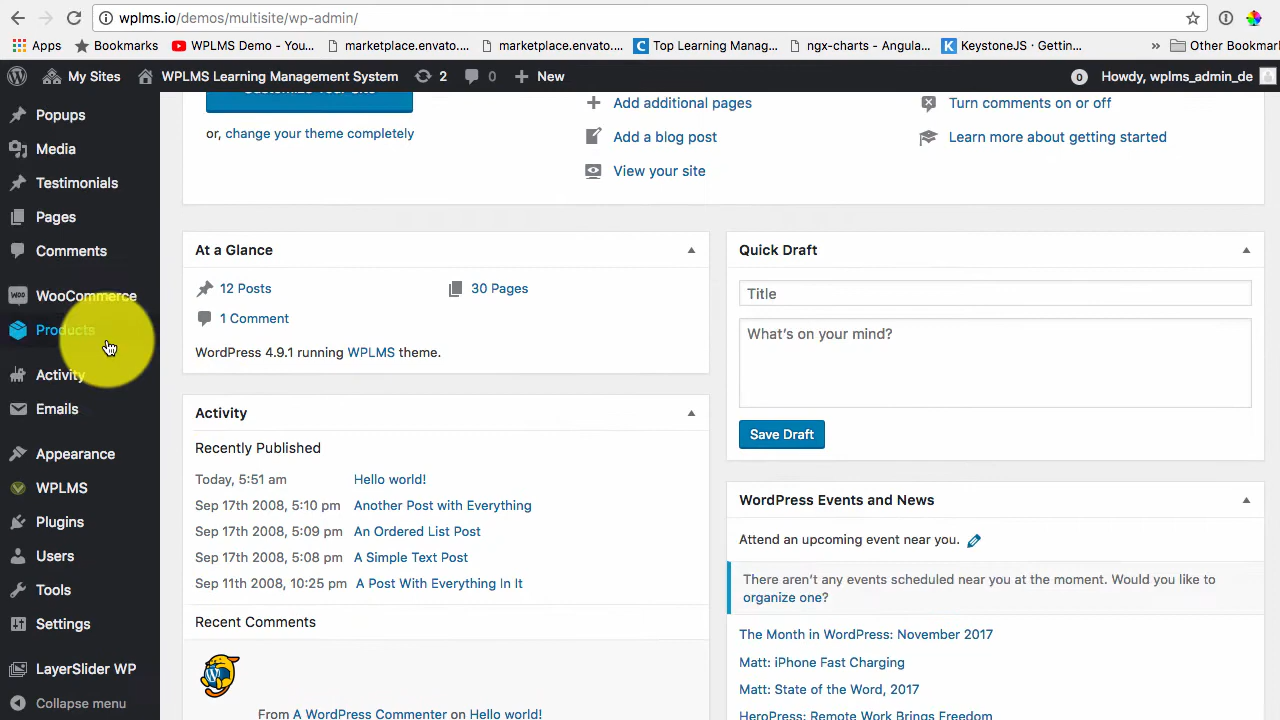 wplms.io/demos/multisite/wp-admin/
Apps
Bookmarks
WPLMS Demo - You...
marketplace.envato...
marketplace.envato...
Top Learning Manag...
ngx-charts - Angula...
KeystoneJS · Gettin...
»
Other Bookmar
My Sites
WPLMS Learning Management System
2
0
+ New
0
Howdy, wplms_admin_de
Popups
Media
Testimonials
Pages
Comments
WooCommerce
Products
Activity
Emails
Appearance
WPLMS
Plugins
Users
Tools
Settings
LayerSlider WP
Collapse menu
Customize Your Site
or, change your theme completely
Add additional pages
Add a blog post
View your site
Turn comments on or off
Learn more about getting started
At a Glance
12 Posts
30 Pages
1 Comment
WordPress 4.9.1 running WPLMS theme.
Activity
Recently Published
Today, 5:51 am Hello world!
Sep 17th 2008, 5:10 pm Another Post with Everything
Sep 17th 2008, 5:09 pm An Ordered List Post
Sep 17th 2008, 5:08 pm A Simple Text Post
Sep 11th 2008, 10:25 pm A Post With Everything In It
Recent Comments
From A WordPress Commenter on Hello world!
Quick Draft
Title
What's on your mind?
Save Draft
WordPress Events and News
Attend an upcoming event near you.
There aren't any events scheduled near you at the moment. Would you like to
organize one?
The Month in WordPress: November 2017
Matt: iPhone Fast Charging
Matt: State of the Word, 2017
HeroPress: Remote Work Brings Freedom